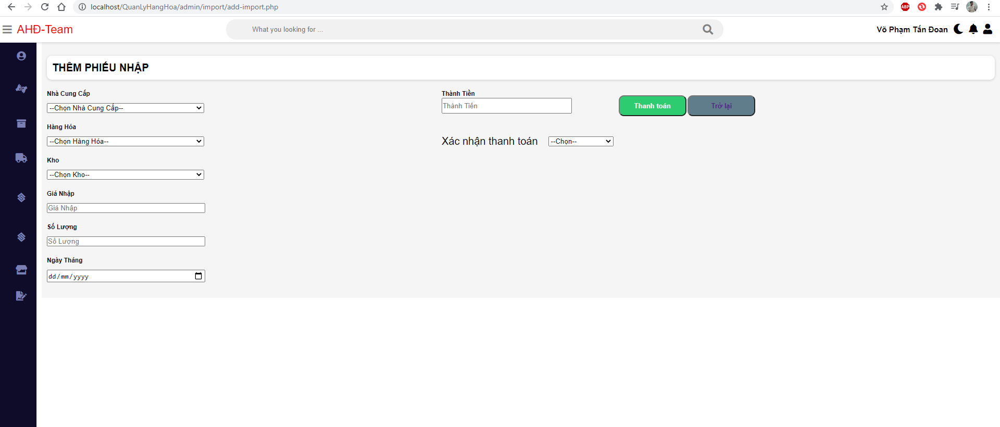 localhost/QuanLyHangHoa/admin/import/add-import.php
ABP
AHĐ-Team
What you looking for ...
Võ Phạm Tấn Đoan
THÊM PHIẾU NHẬP
Nhà Cung Cấp
--Chọn Nhà Cung Cấp--
Hàng Hóa
--Chọn Hàng Hóa--
Kho
--Chọn Kho--
Giá Nhập
Giá Nhập
Số Lượng
Số Lượng
Ngày Tháng
dd/mm/yyyy
Thành Tiền
Thành Tiền
Thanh toán
Trở lại
Xác nhận thanh toán
--Chọn--